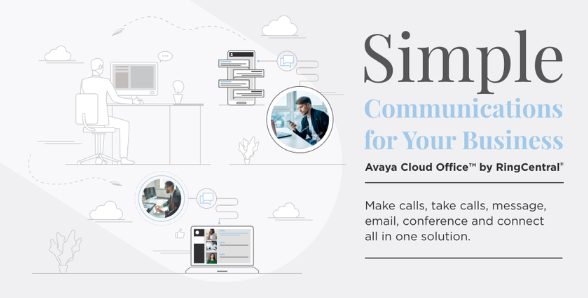 Simple
Communications
for Your Business
Avaya Cloud Office™ by RingCentral®
Make calls, take calls, message,
email, conference and connect
all in one solution.